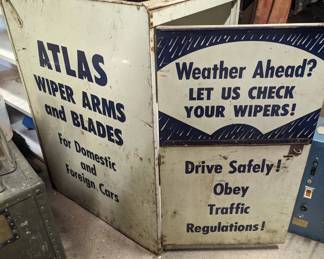 ATLAS
WIPER ARMS
and BLADES
For Domestic
and
Foreign Cars
Weather Ahead?
LET US CHECK
YOUR WIPERS!
Drive Safely!
Obey
Traffic
Regulations!